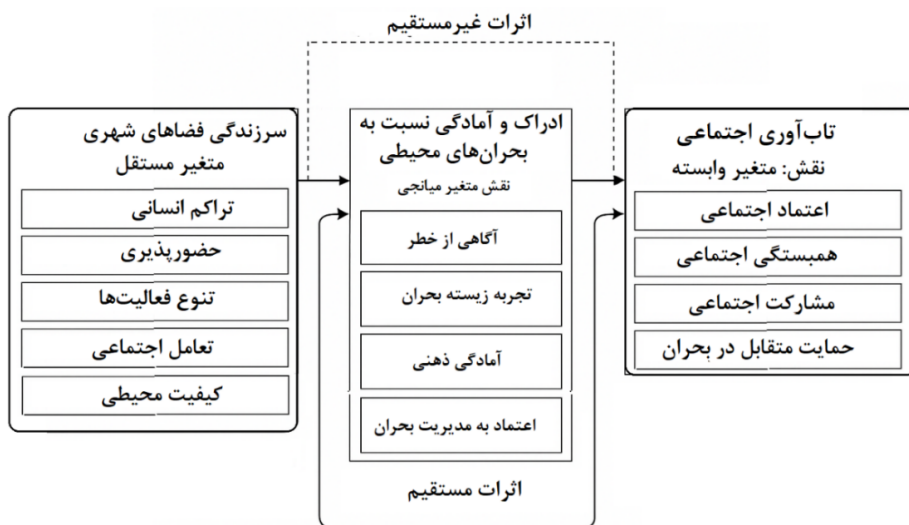 اثرات غیرمستقیم
سرزندگی فضاهای شهری
متغیر مستقل
تراکم انسانی
حضورپذیری
تنوع فعالیت‌ها
تعامل اجتماعی
کیفیت محیطی
ادراک و آمادگی نسبت به
بحران‌های محیطی
نقش متغیر میانجی
آگاهی از خطر
تجربه زیسته بحران
آمادگی ذهنی
اعتماد به مدیریت بحران
تاب‌آوری اجتماعی
نقش: متغیر وابسته
اعتماد اجتماعی
همبستگی اجتماعی
مشارکت اجتماعی
حمایت متقابل در بحران
اثرات مستقیم